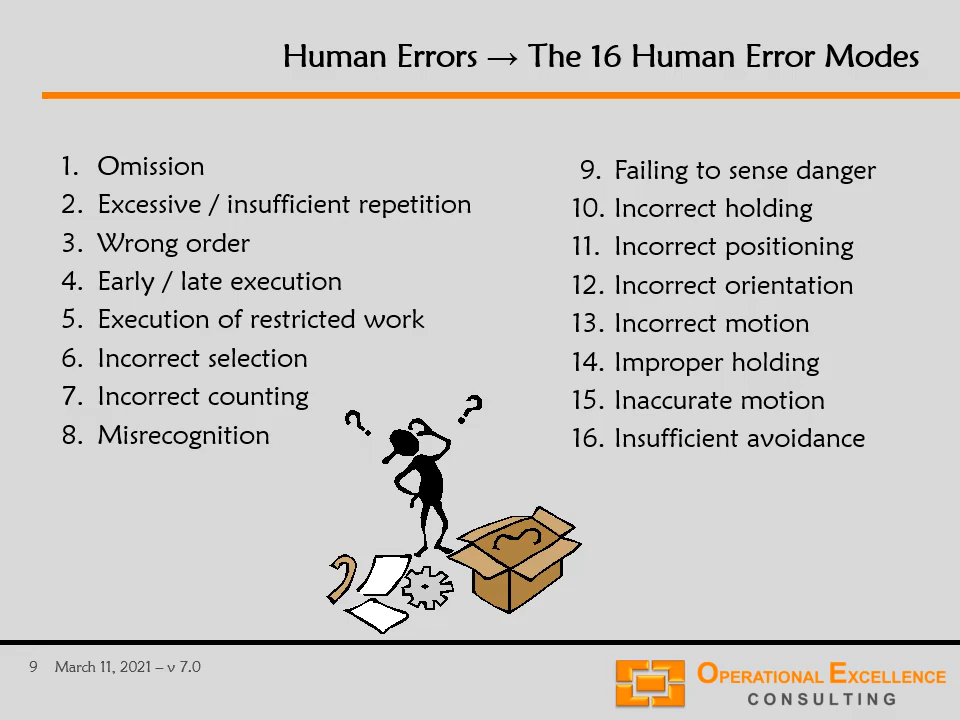 Human Errors → The 16 Human Error Modes
1. Omission
2. Excessive / insufficient repetition
3. Wrong order
4. Early / late execution
5. Execution of restricted work
6. Incorrect selection
7. Incorrect counting
8. Misrecognition
9. Failing to sense danger
10. Incorrect holding
11. Incorrect positioning
12. Incorrect orientation
13. Incorrect motion
14. Improper holding
15. Inaccurate motion
16. Insufficient avoidance
? ?
9 March 11, 2021 – v 7.0
OPERATIONAL EXCELLENCE
CONSULTING